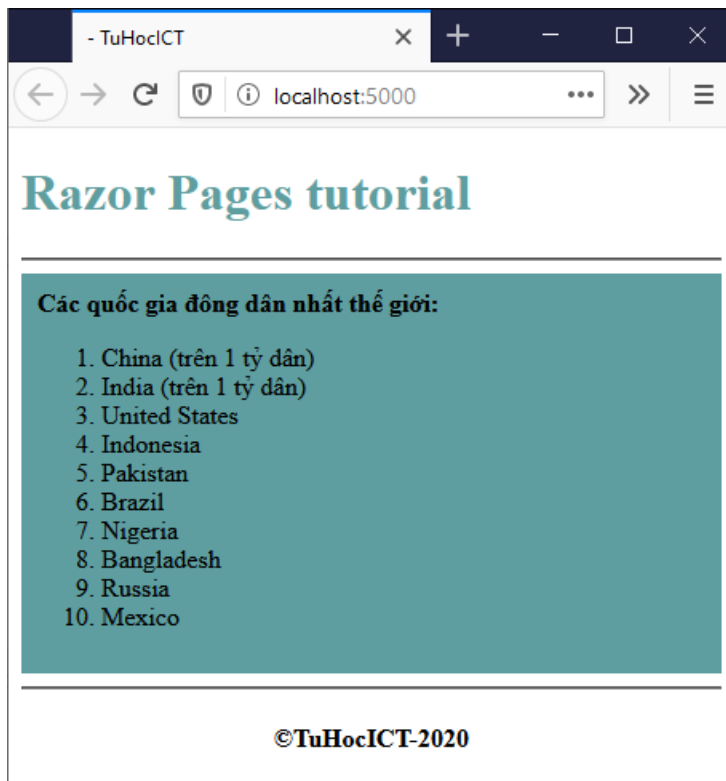 - TuHocICT
localhost:5000
Razor Pages tutorial
Các quốc gia đông dân nhất thế giới:
1. China (trên 1 tỷ dân)
2. India (trên 1 tỷ dân)
3. United States
4. Indonesia
5. Pakistan
6. Brazil
7. Nigeria
8. Bangladesh
9. Russia
10. Mexico
©TuHocICT-2020